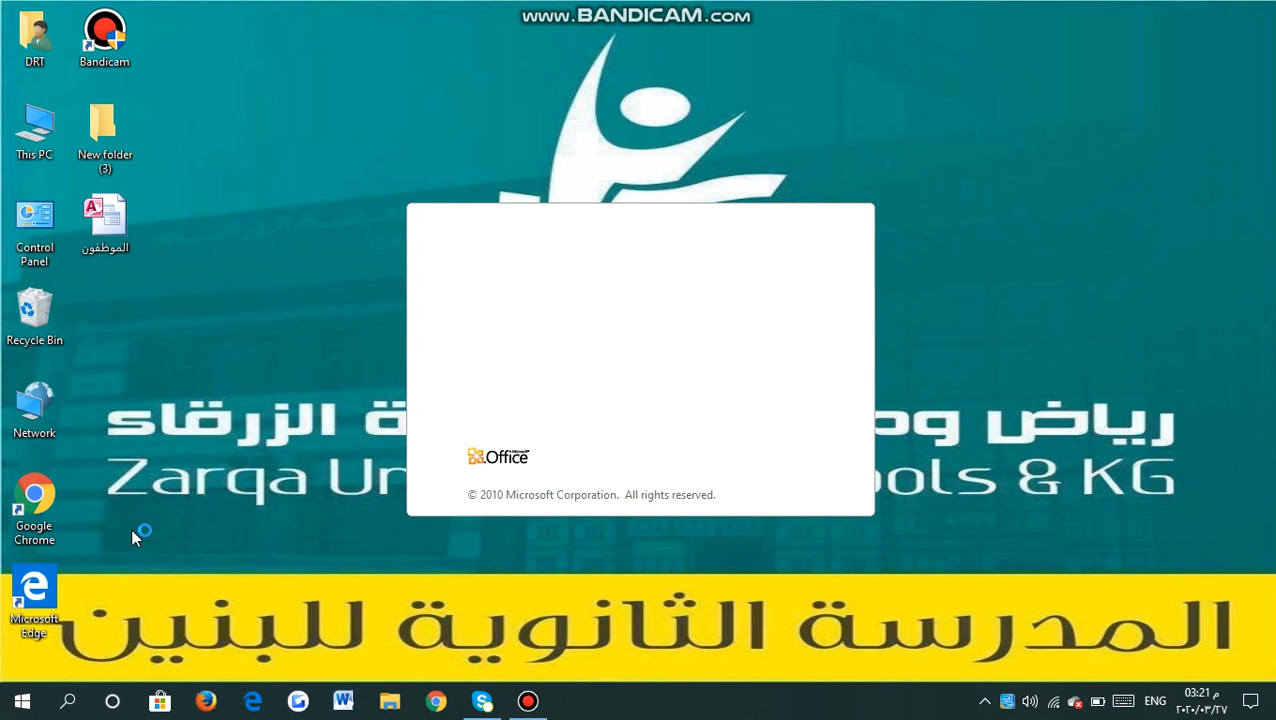 www.BANDICAM.com
DRT
Bandicam
This PC
New folder
(3)
Control
Panel
الموظفون
Recycle Bin
Network
Google
Chrome
Microsoft
Edge
Office
Microsoft
© 2010 Microsoft Corporation. All rights reserved.
رياض
ة الزرقاء
Zarqa Un
ools & KG
المدرسة الثانوية للبنين
ENG
03:21 م
٢٠٢٠/٠٣/٢٧